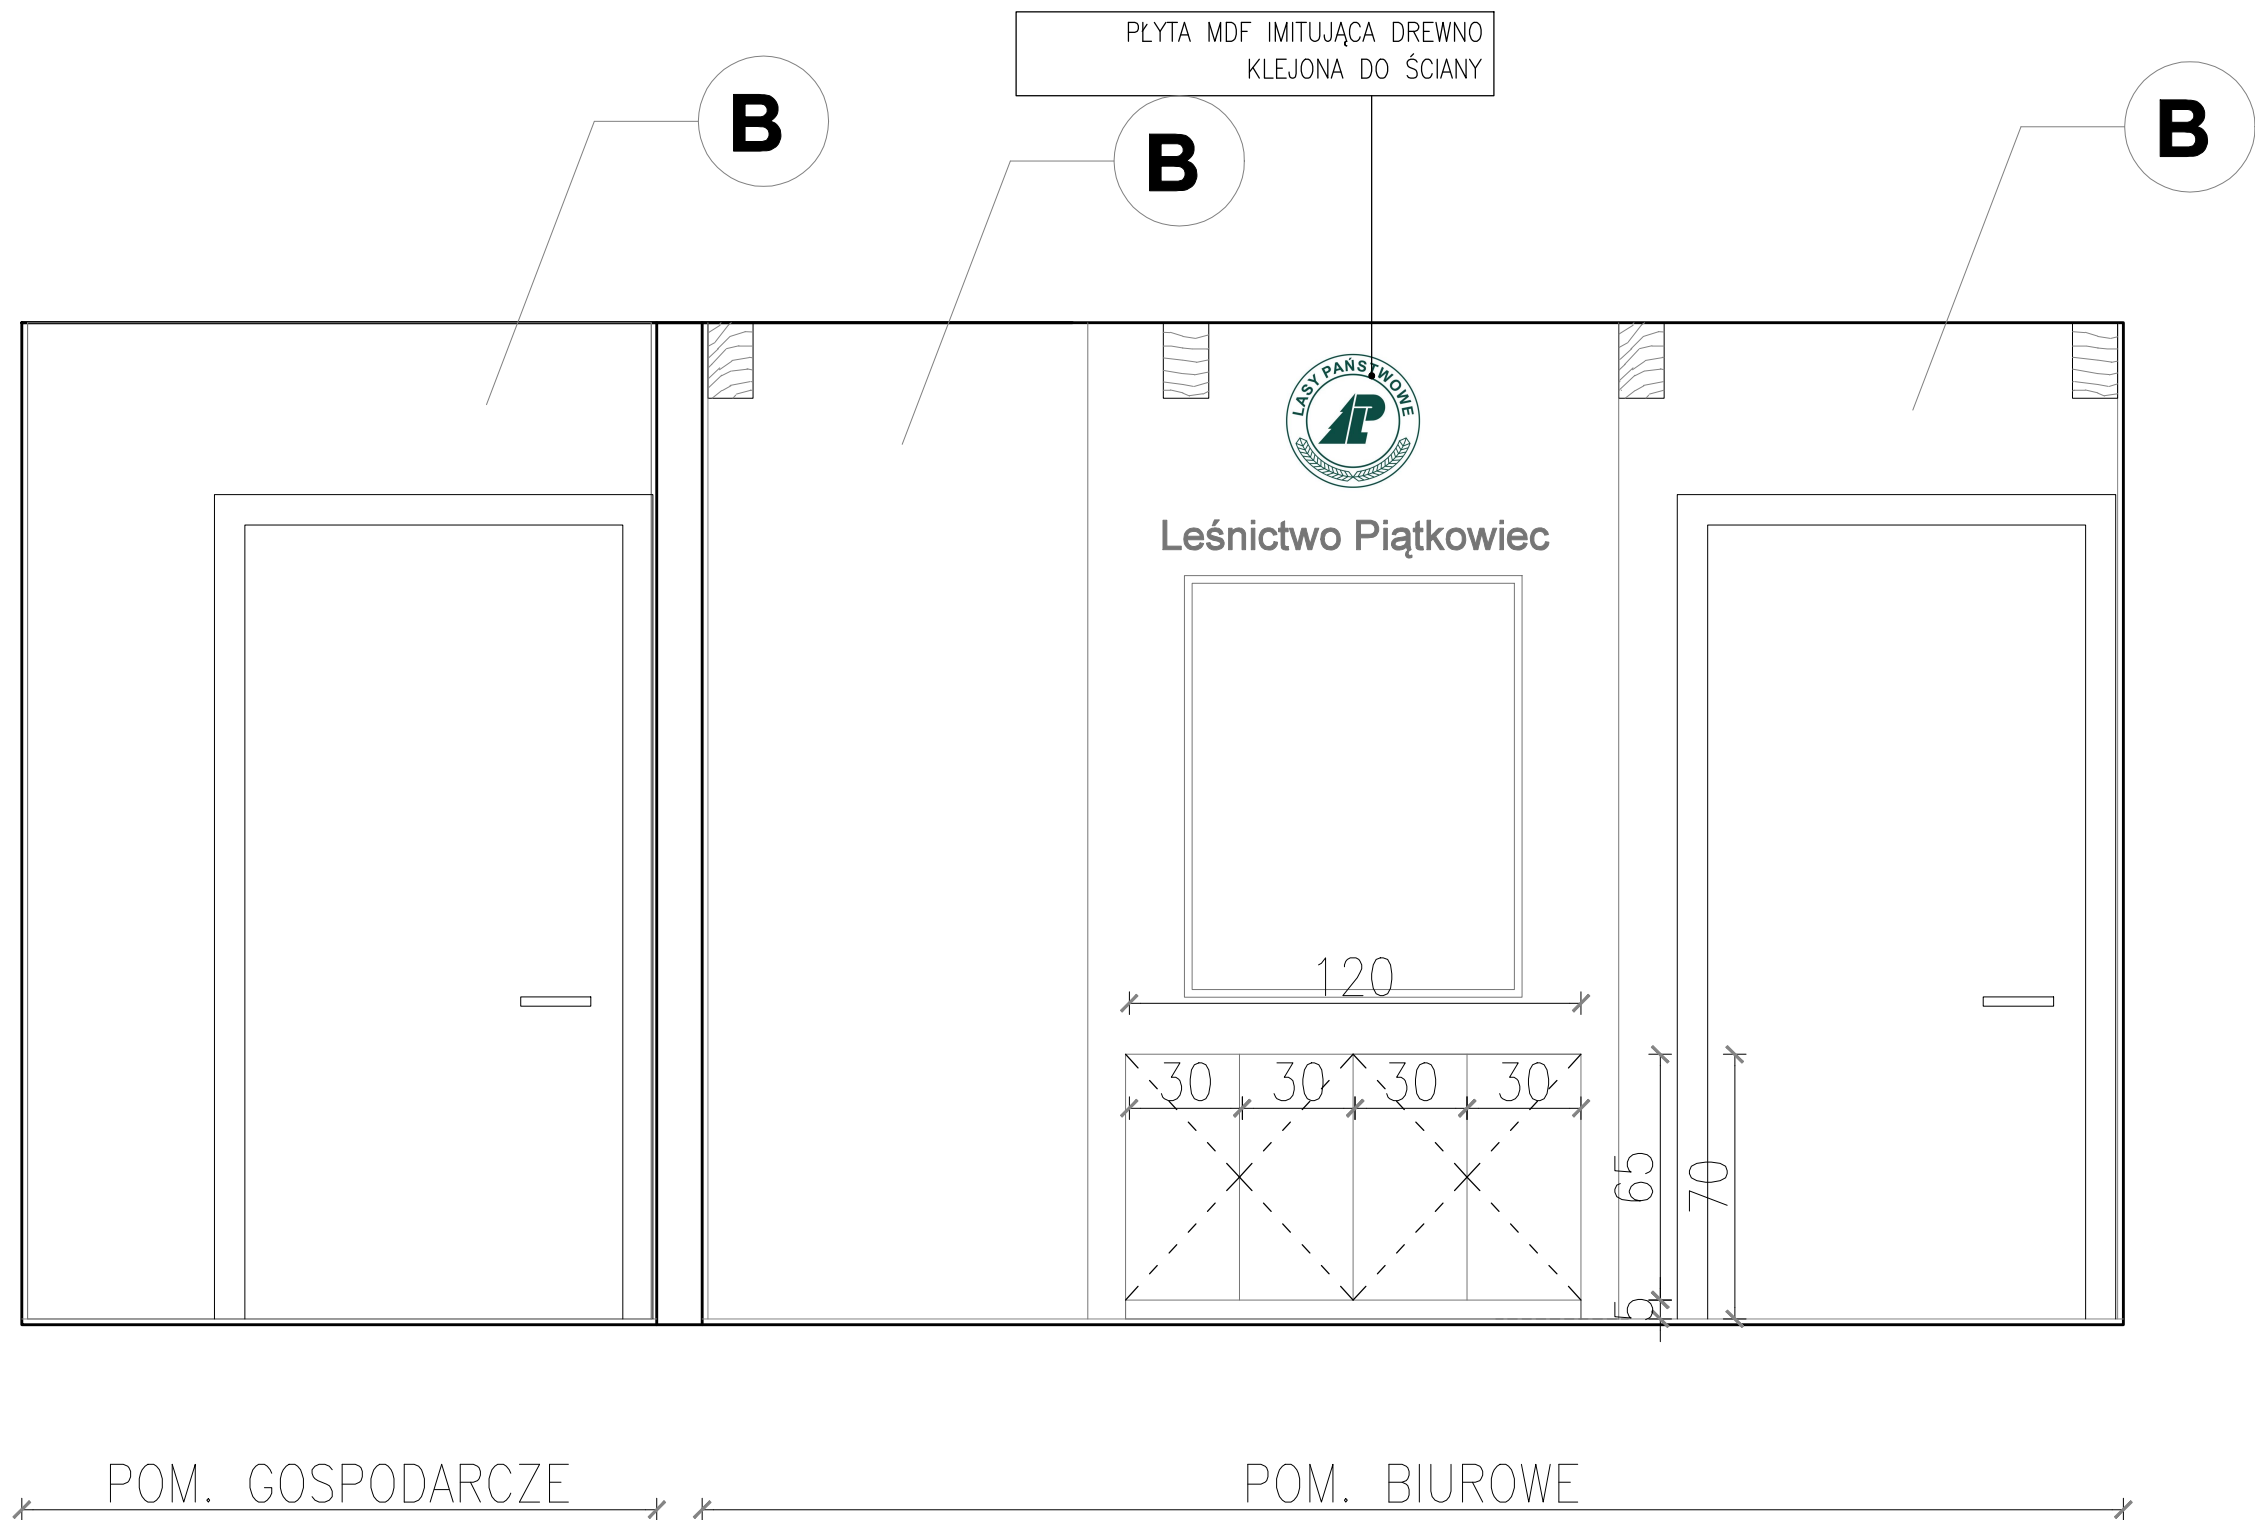 PŁYTA MDF IMITUJĄCA DREWNO
KLEJONA DO ŚCIANY
B
B
B
LASY PAŃSTWOWE
Leśnictwo Piątkowiec
120
30 30 30 30
65
70
5
POM. GOSPODARCZE
POM. BIUROWE